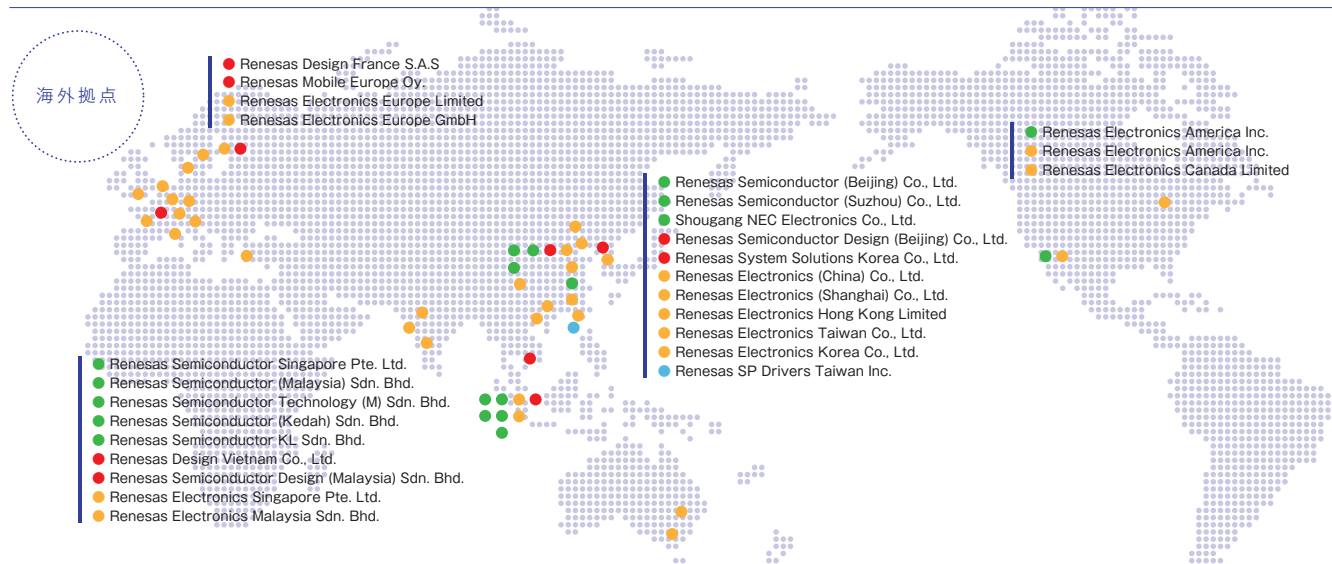 海外拠点
Renesas Design France S.A.S
Renesas Mobile Europe Oy.
Renesas Electronics Europe Limited
Renesas Electronics Europe GmbH
Renesas Electronics America Inc.
Renesas Electronics America Inc.
Renesas Electronics Canada Limited
Renesas Semiconductor (Beijing) Co., Ltd.
Renesas Semiconductor (Suzhou) Co., Ltd.
Shougang NEC Electronics Co., Ltd.
Renesas Semiconductor Design (Beijing) Co., Ltd.
Renesas System Solutions Korea Co., Ltd.
Renesas Electronics (China) Co., Ltd.
Renesas Electronics (Shanghai) Co., Ltd.
Renesas Electronics Hong Kong Limited
Renesas Electronics Taiwan Co., Ltd.
Renesas Electronics Korea Co., Ltd.
Renesas SP Drivers Taiwan Inc.
Renesas Semiconductor Singapore Pte. Ltd.
Renesas Semiconductor (Malaysia) Sdn. Bhd.
Renesas Semiconductor Technology (M) Sdn. Bhd.
Renesas Semiconductor (Kedah) Sdn. Bhd.
Renesas Semiconductor KL Sdn. Bhd.
Renesas Design Vietnam Co., Ltd.
Renesas Semiconductor Design (Malaysia) Sdn. Bhd.
Renesas Electronics Singapore Pte. Ltd.
Renesas Electronics Malaysia Sdn. Bhd.